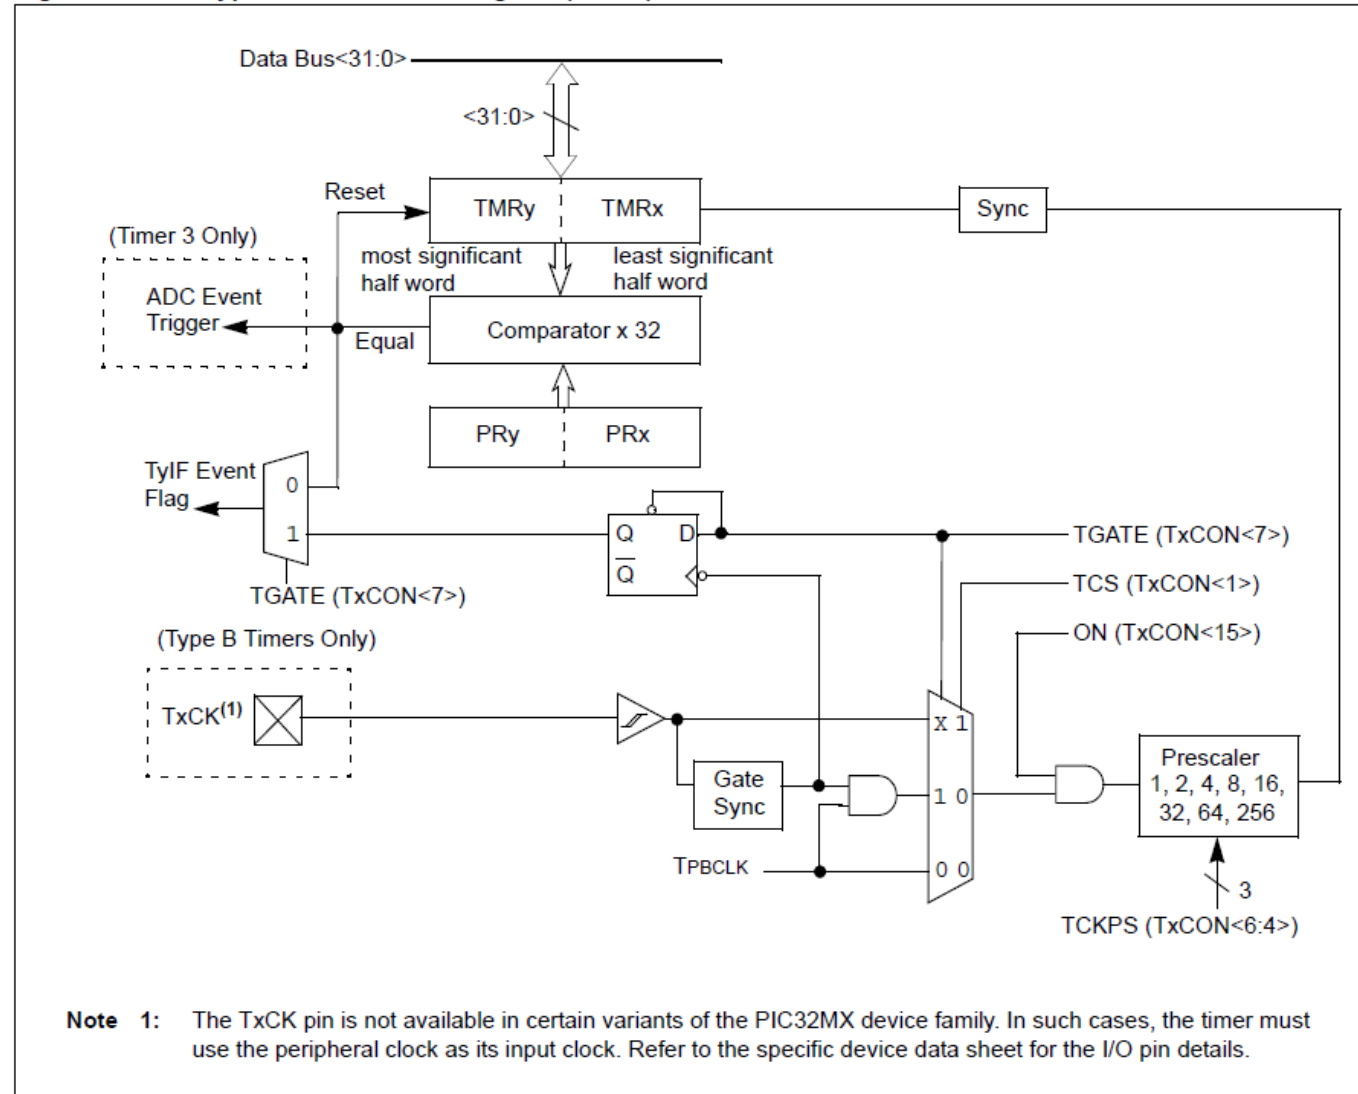 Data Bus<31:0>
<31:0>
Reset
TMRy TMRx
Sync
(Timer 3 Only)
most significant
half word
least significant
half word
ADC Event
Trigger
Equal
Comparator x 32
PRy PRx
TyIF Event
Flag
0
1
Q D
Q
TGATE (TxCON<7>)
TGATE (TxCON<7>)
TCS (TxCON<1>)
ON (TxCON<15>)
(Type B Timers Only)
TxCK(1)
X 1
Gate
Sync
1 0
Prescaler
1, 2, 4, 8, 16,
32, 64, 256
TPBCLK
0 0
3
TCKPS (TxCON<6:4>)
Note 1: The TxCK pin is not available in certain variants of the PIC32MX device family. In such cases, the timer must
use the peripheral clock as its input clock. Refer to the specific device data sheet for the I/O pin details.